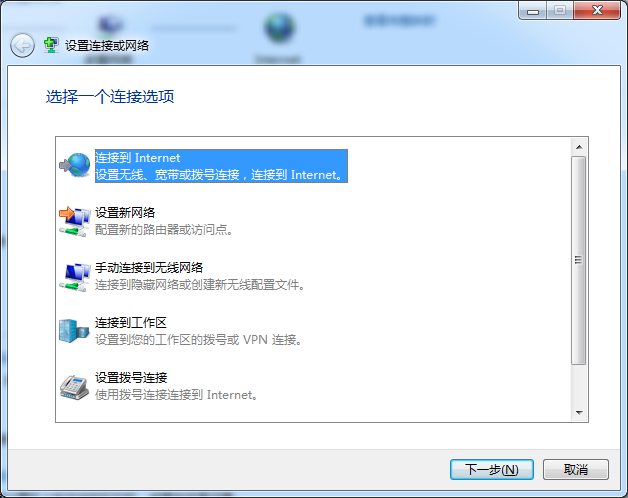 设置连接或网络
选择一个连接选项
连接到 Internet
设置无线、宽带或拨号连接，连接到 Internet。
设置新网络
配置新的路由器或访问点。
手动连接到无线网络
连接到隐藏网络或创建新无线配置文件。
连接到工作区
设置到您的工作区的拨号或 VPN 连接。
设置拨号连接
使用拨号连接连接到 Internet。
下一步(N)
取消